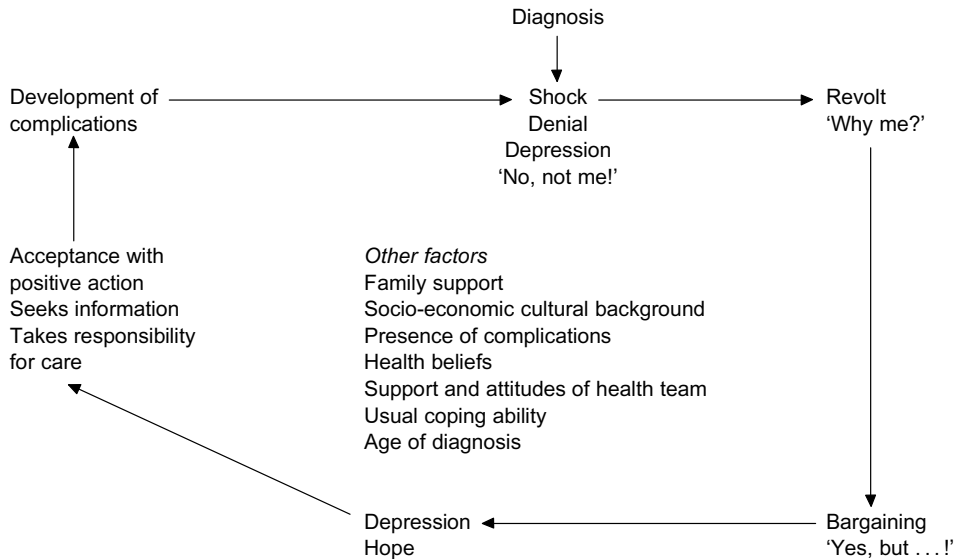 Diagnosis
Development of
complications
Shock
Denial
Depression
‘No, not me!’
Revolt
‘Why me?’
Acceptance with
positive action
Seeks information
Takes responsibility
for care
Other factors
Family support
Socio-economic cultural background
Presence of complications
Health beliefs
Support and attitudes of health team
Usual coping ability
Age of diagnosis
Depression
Hope
Bargaining
‘Yes, but . . . !’